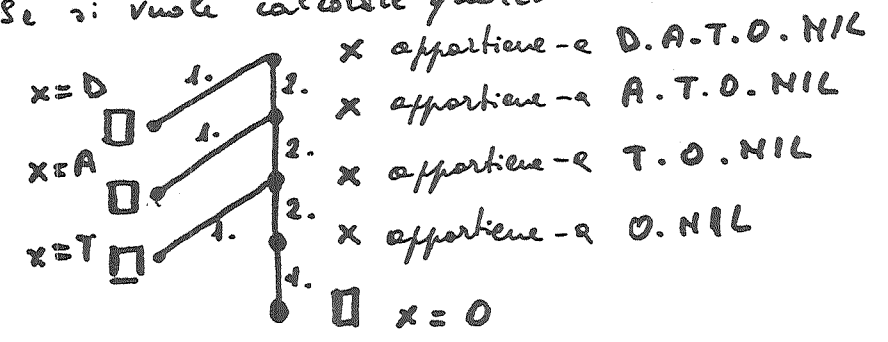 Se si vuole calcolare
x appartiene-a D.A.T.O.NIL
1. 2.
x = D
x appartiene-a A.T.O.NIL
1. 2.
x = A
x appartiene-a T.O.NIL
1. 2.
x = T
x appartiene-a O.NIL
1.
x = O